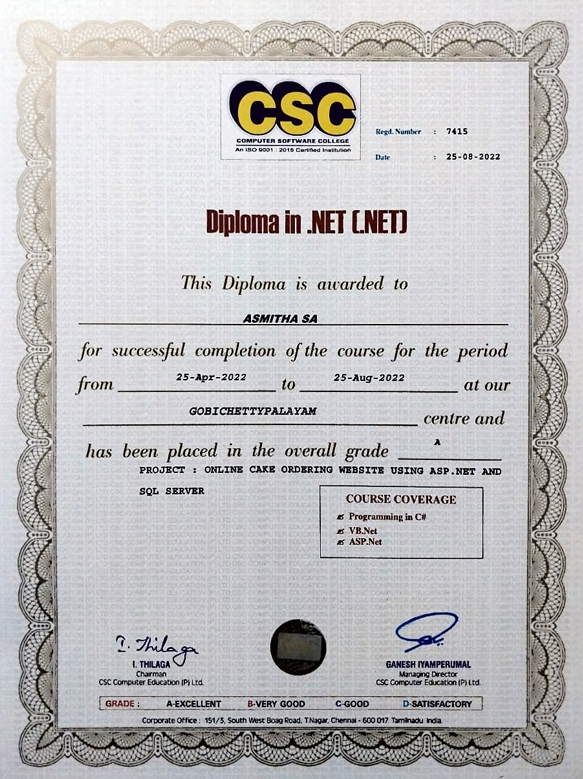 CSC
COMPUTER SOFTWARE COLLEGE
An ISO 9001 : 2015 Certified Institution
Regd. Number : 7415
Date : 25-08-2022
Diploma in .NET (.NET)
This Diploma is awarded to
ASMITHA SA
for successful completion of the course for the period
from 25-Apr-2022 to 25-Aug-2022 at our
GOBICHETTYPALAYAM centre and
has been placed in the overall grade A
PROJECT : ONLINE CAKE ORDERING WEBSITE USING ASP.NET AND
SQL SERVER
COURSE COVERAGE
Programming in C#
VB.Net
ASP.Net
I. Thilaga
I. THILAGA
Chairman
CSC Computer Education (P) Ltd.
GANESH IYAMPERUMAL
Managing Director
CSC Computer Education (P) Ltd.
GRADE : A-EXCELLENT B-VERY GOOD C-GOOD D-SATISFACTORY
Corporate Office : 151/3, South West Boag Road, T.Nagar, Chennai - 600 017 Tamilnadu India.